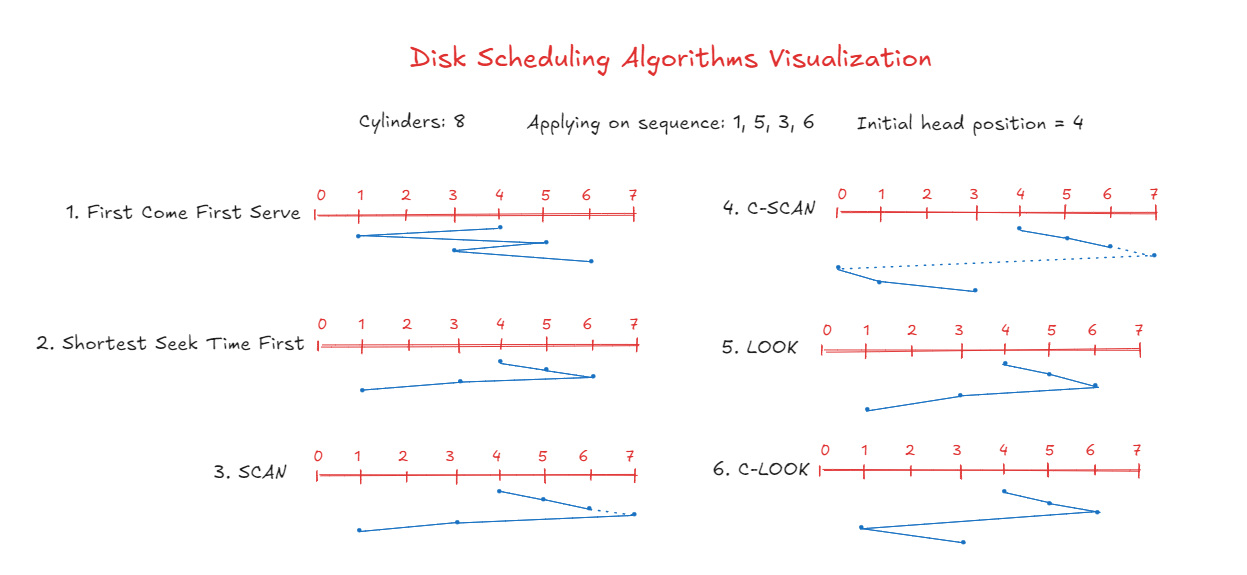 Disk Scheduling Algorithms Visualization
Cylinders: 8 Applying on sequence: 1, 5, 3, 6 Initial head position = 4
0 1 2 3 4 5 6 7
1. First Come First Serve
0 1 2 3 4 5 6 7
2. Shortest Seek Time First
0 1 2 3 4 5 6 7
3. SCAN
0 1 2 3 4 5 6 7
4. C-SCAN
0 1 2 3 4 5 6 7
5. LOOK
0 1 2 3 4 5 6 7
6. C-LOOK